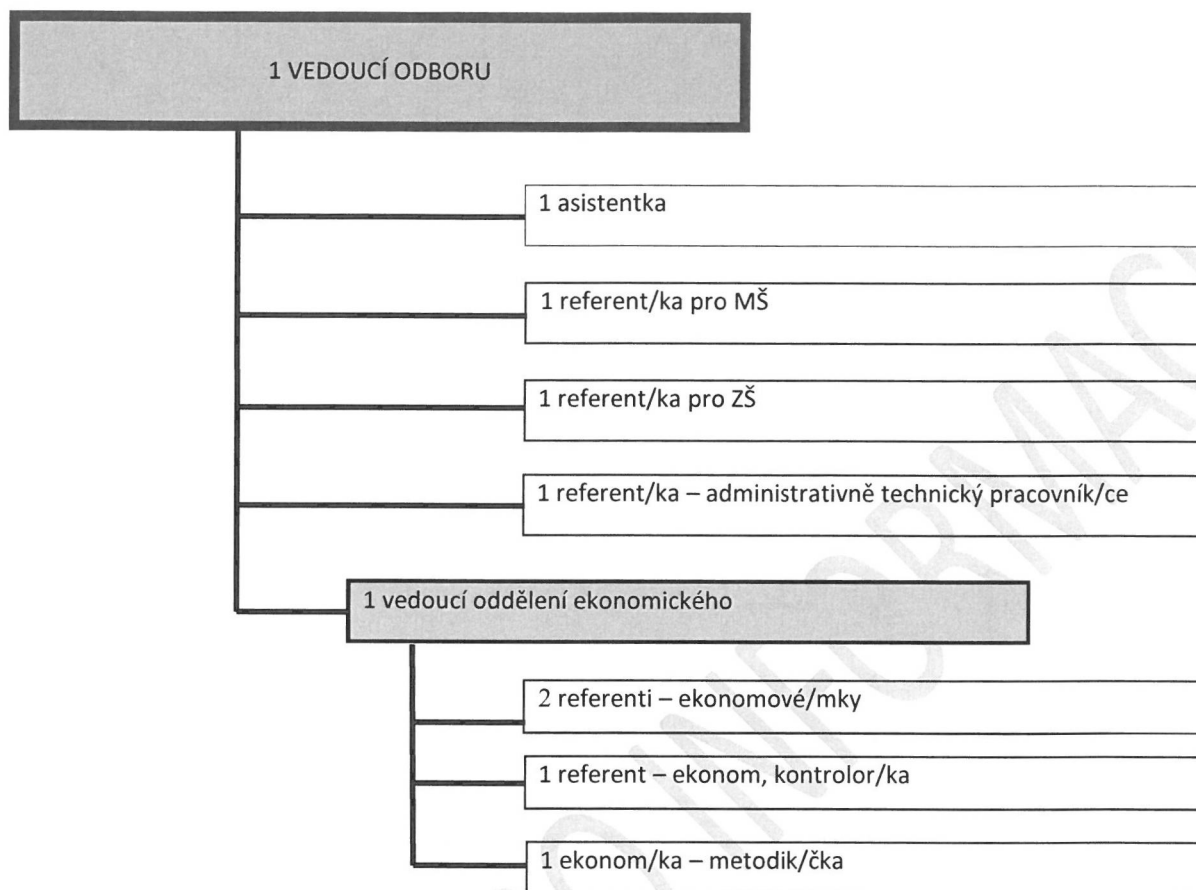 1 VEDOUCÍ ODBORU
1 asistentka
1 referent/ka pro MŠ
1 referent/ka pro ZŠ
1 referent/ka – administrativně technický pracovník/ce
1 vedoucí oddělení ekonomického
2 referenti – ekonomové/mky
1 referent – ekonom, kontrolor/ka
1 ekonom/ka – metodik/čka